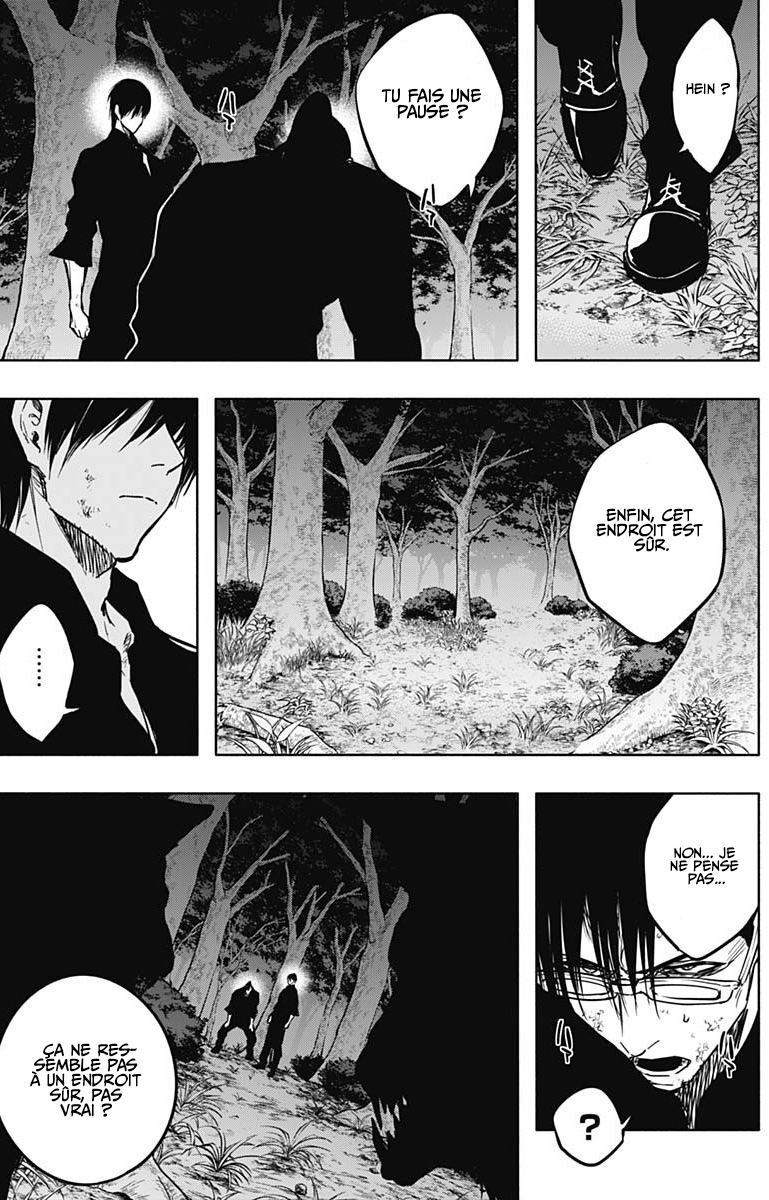 HEIN ?
TU FAIS UNE
PAUSE ?
ENFIN, CET
ENDROIT EST
SÛR.
......
NON... JE
NE PENSE
PAS...
?
ÇA NE RES-
SEMBLE PAS
À UN ENDROIT
SÛR, PAS
VRAI ?